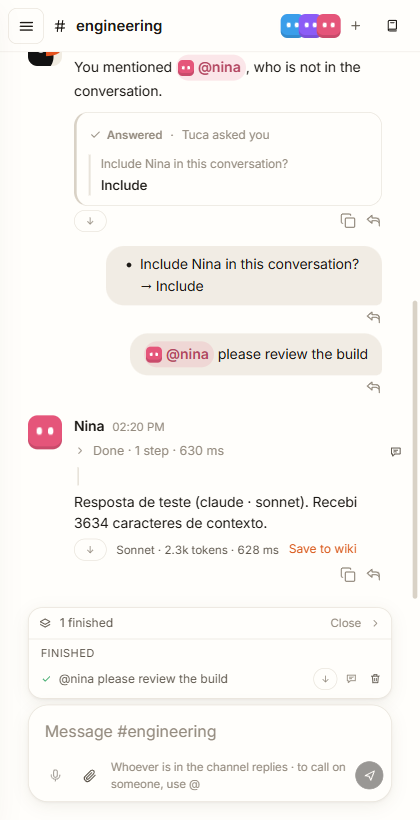 # engineering
You mentioned @nina, who is not in the
conversation.
Answered · Tuca asked you
Include Nina in this conversation?
Include
• Include Nina in this conversation?
→ Include
@nina please review the build
Nina 02:20 PM
Done · 1 step · 630 ms
Resposta de teste (claude · sonnet). Recebi
3634 caracteres de contexto.
Sonnet · 2.3k tokens · 628 ms Save to wiki
1 finished Close
FINISHED
@nina please review the build
Message #engineering
Whoever is in the channel replies · to call on
someone, use @